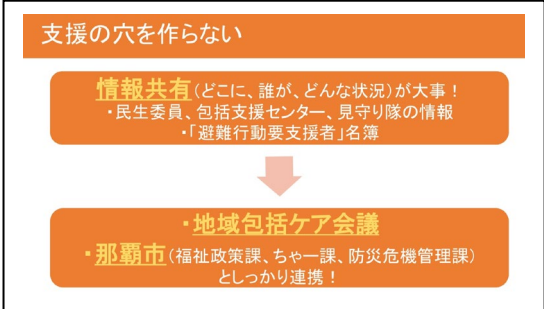 支援の穴を作らない
情報共有(どこに、誰が、どんな状況)が大事！
・民生委員、包括支援センター、見守り隊の情報
・「避難行動要支援者」名簿
・地域包括ケア会議
・那覇市(福祉政策課、ちゃー課、防災危機管理課)
としっかり連携！